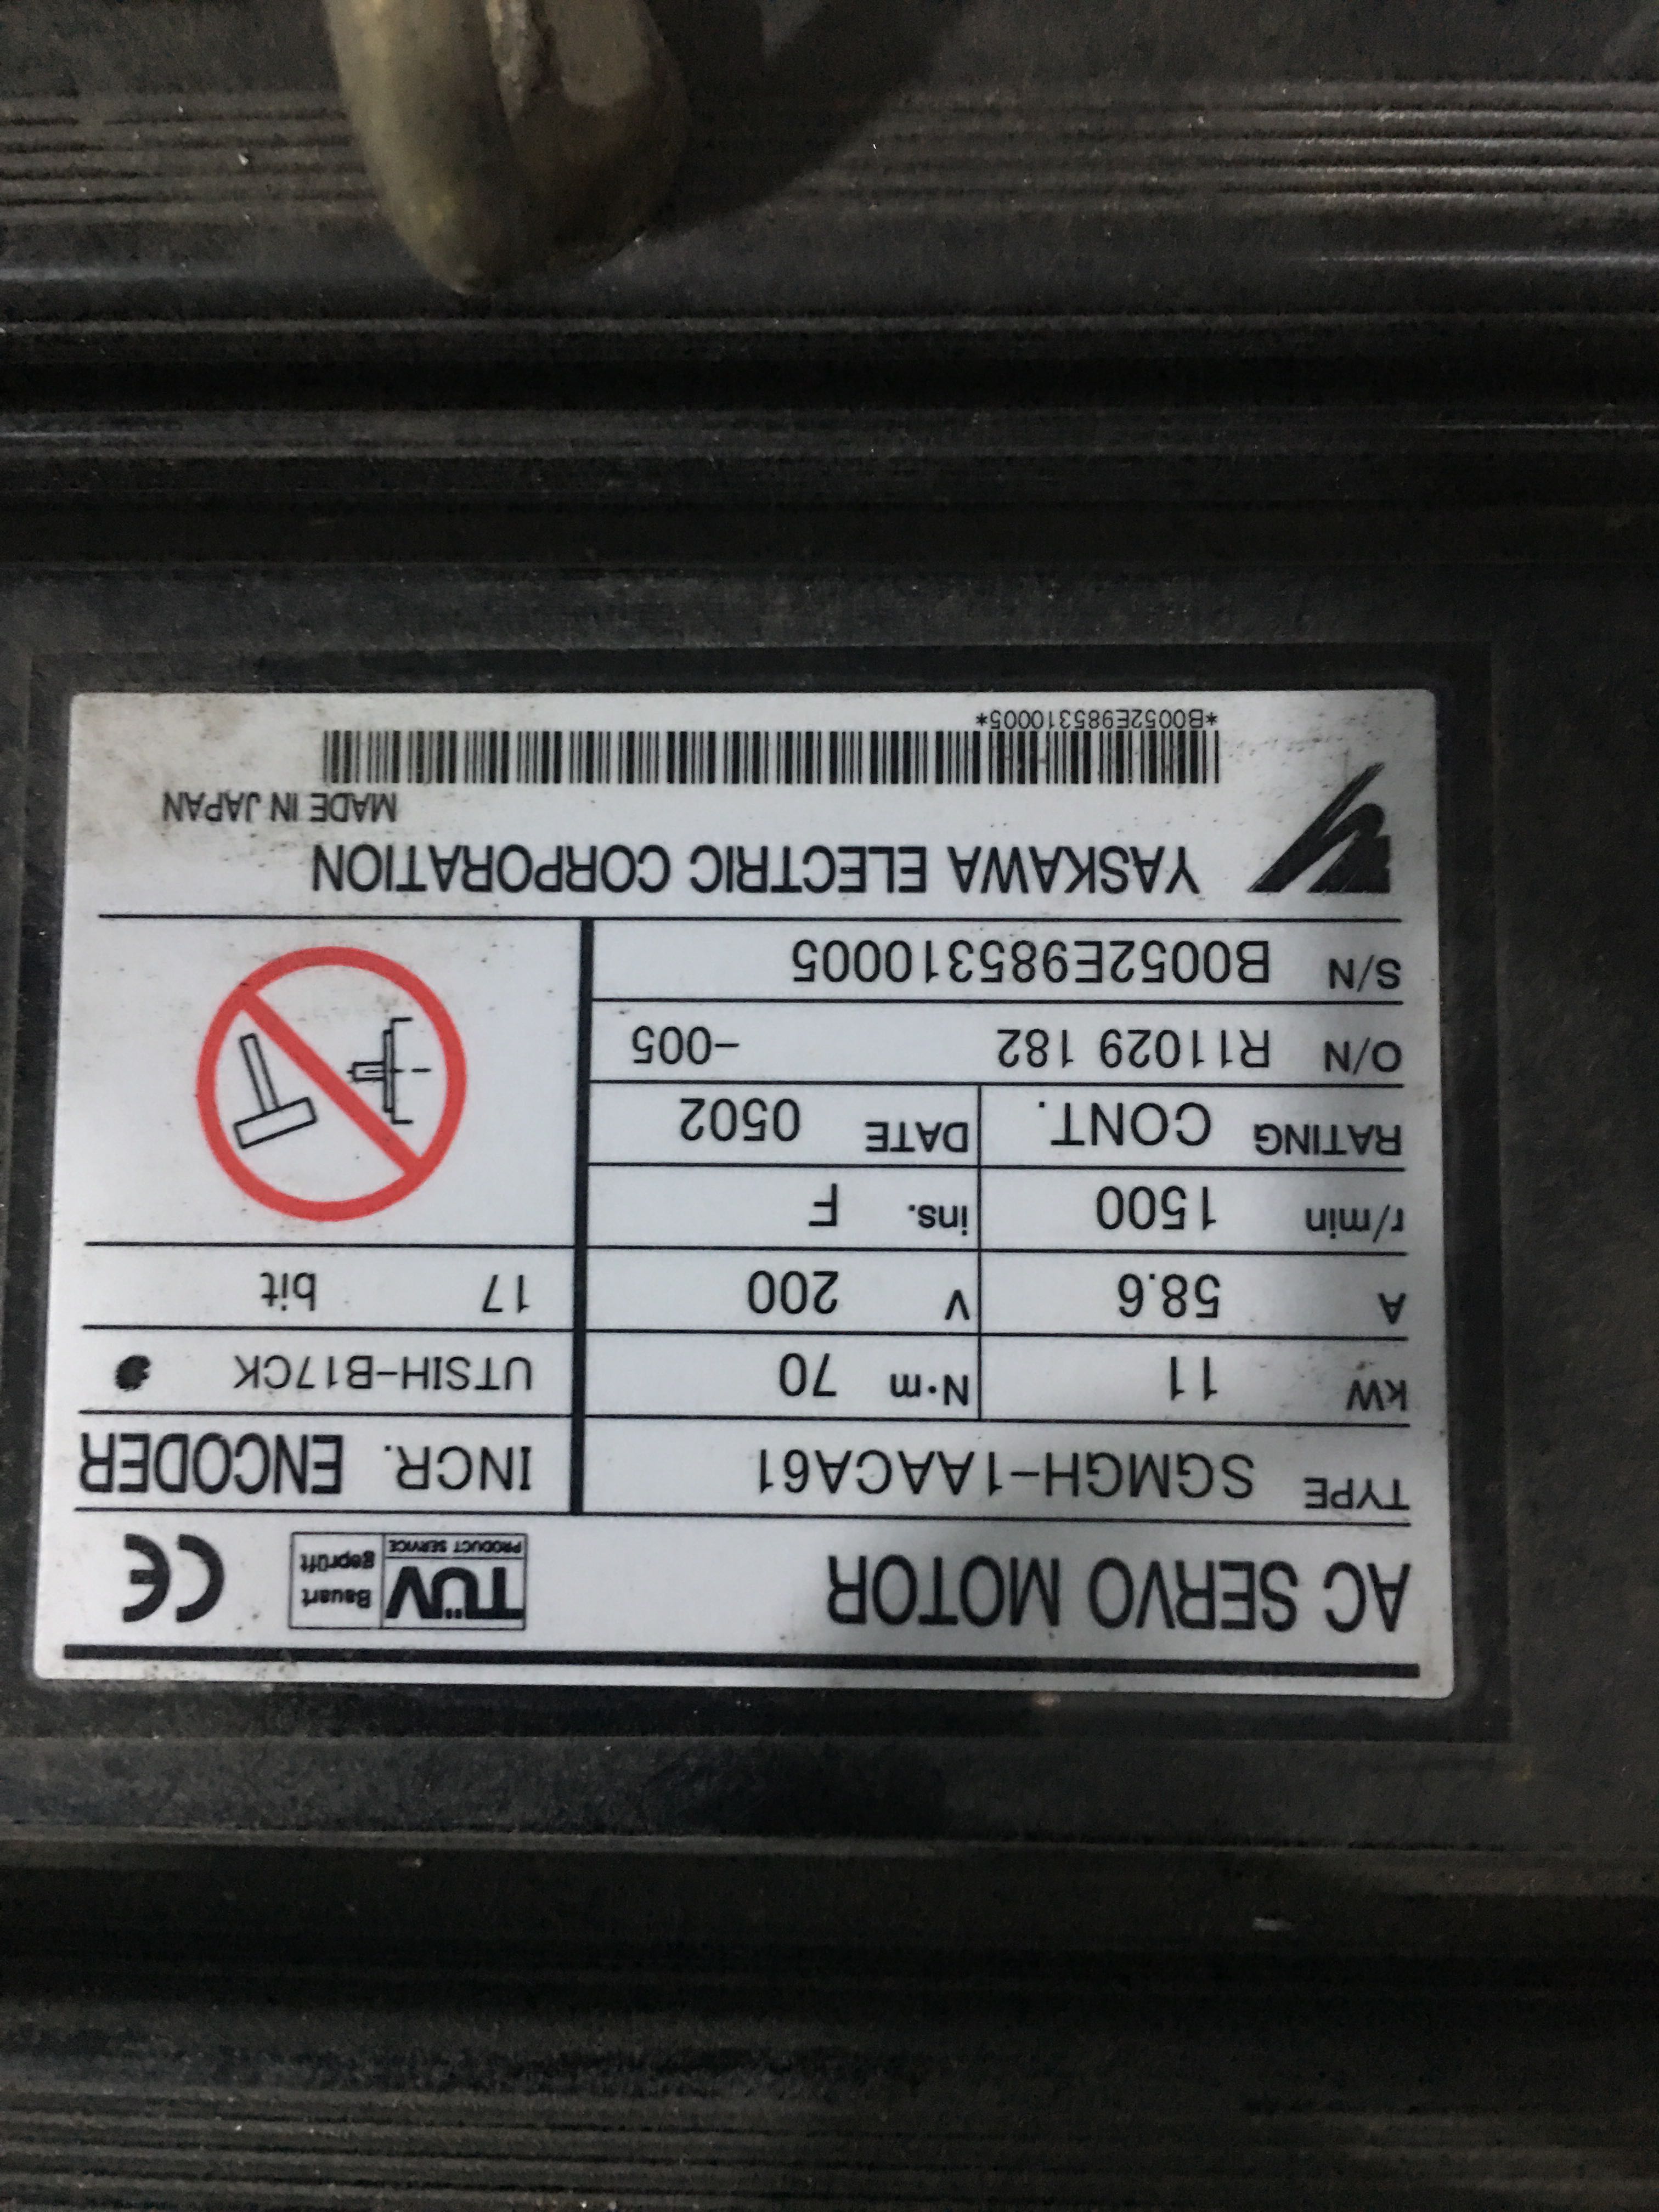 AC SERVO MOTOR
TÜV PRODUCT SERVICE
Bauart geprüft
CE
TYPE SGMGH-1AACA61 INCR. ENCODER
kW 11 N·m 70 UTSIH-B17CK
A 58.6 V 200 17 bit
r/min 1500 ins. F
RATING CONT. DATE 0502
O/N R11029 182 -005
S/N B0052E985310005
YASKAWA ELECTRIC CORPORATION
MADE IN JAPAN
*B0052E985310005*